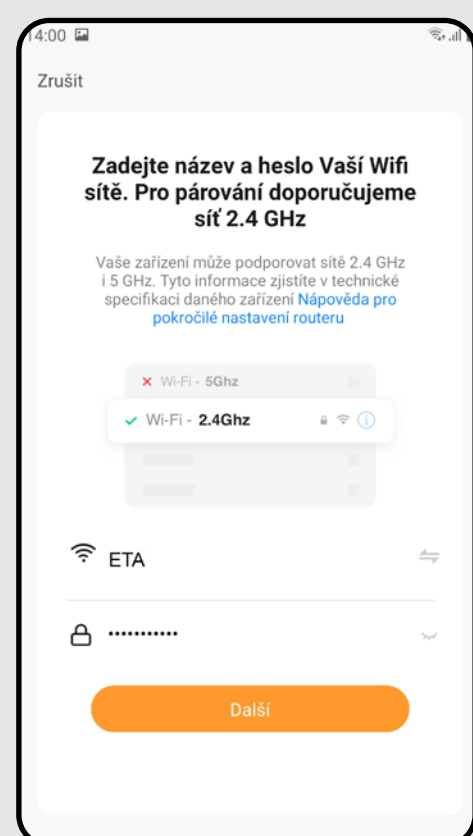 14:00
Zrušit
Zadejte název a heslo Vaší Wifi
sítě. Pro párování doporučujeme
síť 2.4 GHz
Vaše zařízení může podporovat sítě 2.4 GHz
i 5 GHz. Tyto informace zjistíte v technické
specifikaci daného zařízení Nápověda pro
pokročilé nastavení routeru
Wi-Fi - 5Ghz
Wi-Fi - 2.4Ghz
ETA
•••••••••••
Další